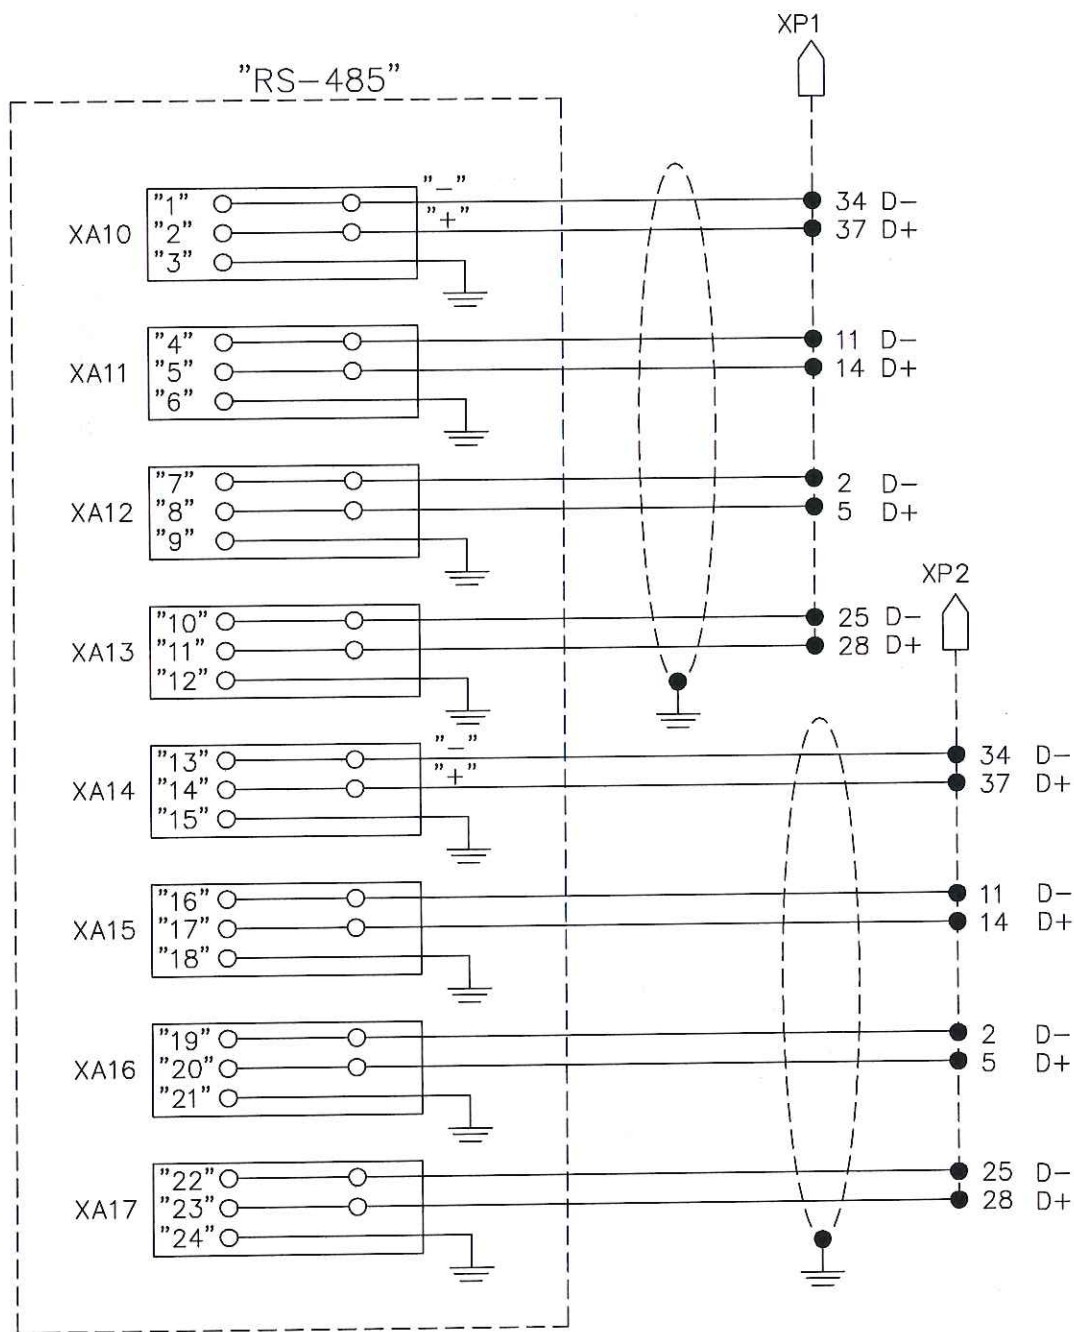 XP1
"RS-485"
"1" "-" 34 D-
XA10 "2" "+" 37 D+
"3"
"4" 11 D-
XA11 "5" 14 D+
"6"
"7" 2 D-
XA12 "8" 5 D+
"9"
XP2
"10" 25 D-
XA13 "11" 28 D+
"12"
"13" "-" 34 D-
XA14 "14" "+" 37 D+
"15"
"16" 11 D-
XA15 "17" 14 D+
"18"
"19" 2 D-
XA16 "20" 5 D+
"21"
"22" 25 D-
XA17 "23" 28 D+
"24"